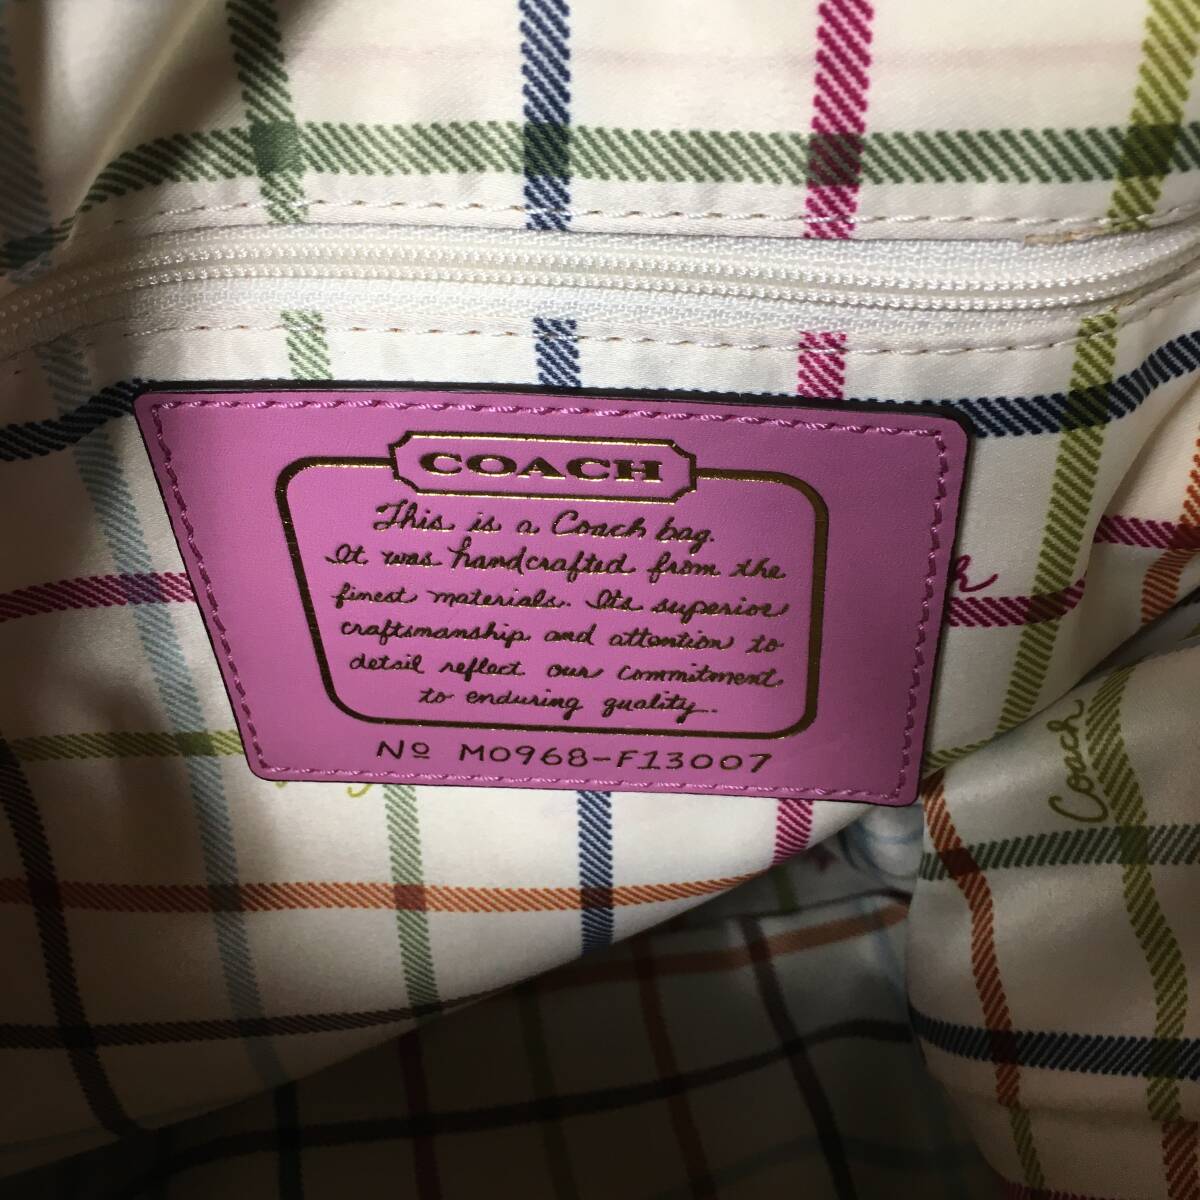 COACH
This is a Coach bag.
It was handcrafted from the
finest materials. Its superior
craftsmanship and attention to
detail reflect our commitment
to enduring quality.
Nº M0968-F13007
Coach